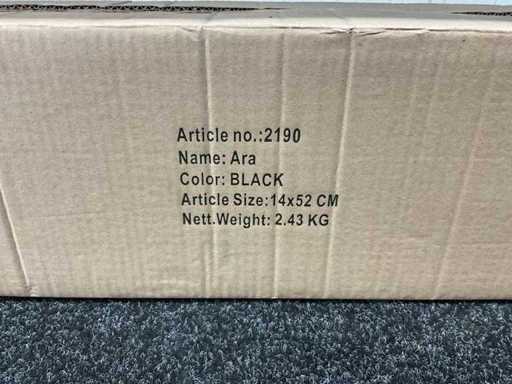 Article no.:2190
Name: Ara
Color: BLACK
Article Size:14x52 CM
Nett.Weight: 2.43 KG